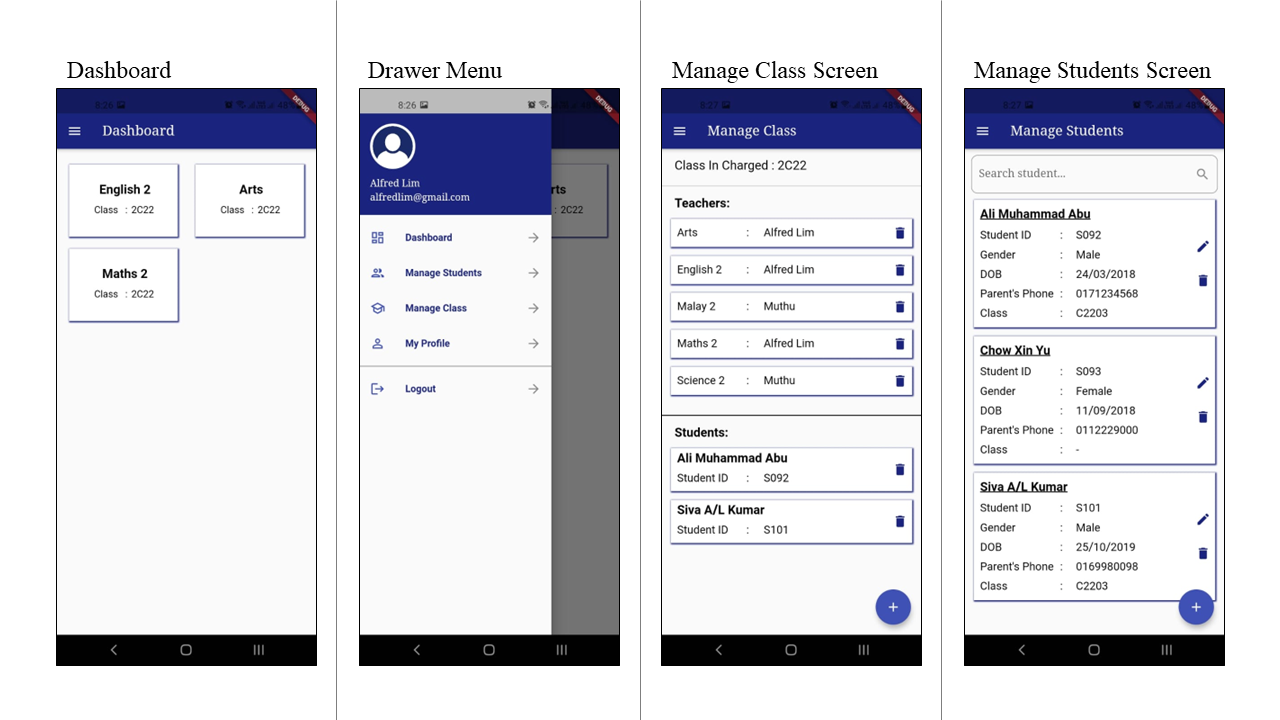 Dashboard
8:26
48%
DEBUG
Dashboard
English 2
Class : 2C22
Arts
Class : 2C22
Maths 2
Class : 2C22
Drawer Menu
8:26
DEBUG
Alfred Lim
alfredlim@gmail.com
rts
: 2C22
Dashboard
Manage Students
Manage Class
My Profile
Logout
Manage Class Screen
8:27
48%
DEBUG
Manage Class
Class In Charged : 2C22
Teachers:
Arts : Alfred Lim
English 2 : Alfred Lim
Malay 2 : Muthu
Maths 2 : Alfred Lim
Science 2 : Muthu
Students:
Ali Muhammad Abu
Student ID : S092
Siva A/L Kumar
Student ID : S101
Manage Students Screen
8:27
48%
DEBUG
Manage Students
Search student...
Ali Muhammad Abu
Student ID : S092
Gender : Male
DOB : 24/03/2018
Parent's Phone : 0171234568
Class : C2203
Chow Xin Yu
Student ID : S093
Gender : Female
DOB : 11/09/2018
Parent's Phone : 0112229000
Class : -
Siva A/L Kumar
Student ID : S101
Gender : Male
DOB : 25/10/2019
Parent's Phone : 0169980098
Class : C2203